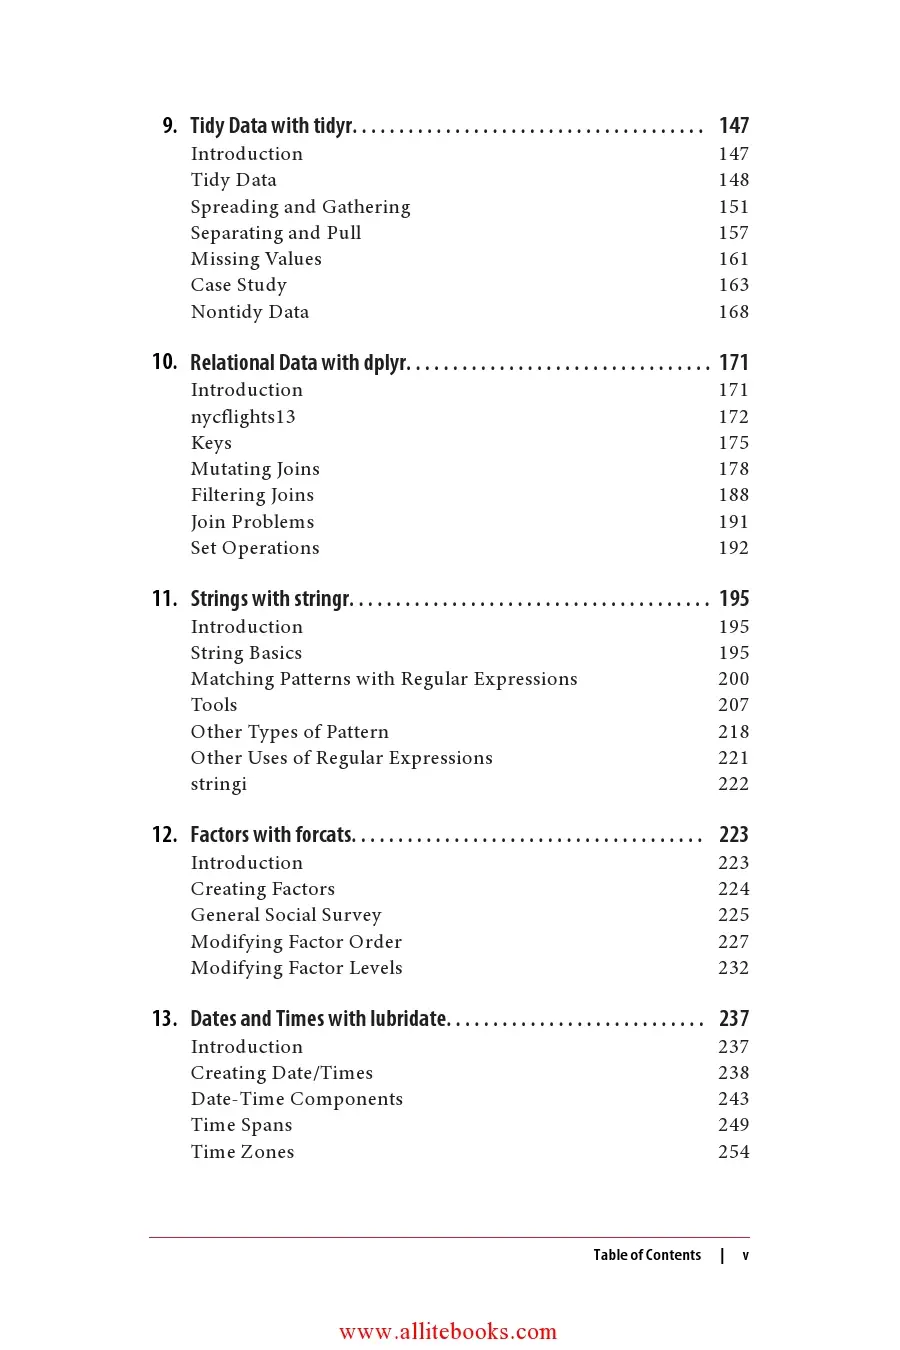 9. Tidy Data with tidyr. . . . . . . . . . . . . . . . . . . . . . . . . . . . . . . . . . . . . . 147
Introduction 147
Tidy Data 148
Spreading and Gathering 151
Separating and Pull 157
Missing Values 161
Case Study 163
Nontidy Data 168
10. Relational Data with dplyr. . . . . . . . . . . . . . . . . . . . . . . . . . . . . . . . . 171
Introduction 171
nycflights13 172
Keys 175
Mutating Joins 178
Filtering Joins 188
Join Problems 191
Set Operations 192
11. Strings with stringr. . . . . . . . . . . . . . . . . . . . . . . . . . . . . . . . . . . . . . . 195
Introduction 195
String Basics 195
Matching Patterns with Regular Expressions 200
Tools 207
Other Types of Pattern 218
Other Uses of Regular Expressions 221
stringi 222
12. Factors with forcats. . . . . . . . . . . . . . . . . . . . . . . . . . . . . . . . . . . . . . 223
Introduction 223
Creating Factors 224
General Social Survey 225
Modifying Factor Order 227
Modifying Factor Levels 232
13. Dates and Times with lubridate. . . . . . . . . . . . . . . . . . . . . . . . . . . . 237
Introduction 237
Creating Date/Times 238
Date-Time Components 243
Time Spans 249
Time Zones 254
Table of Contents | v
www.allitebooks.com